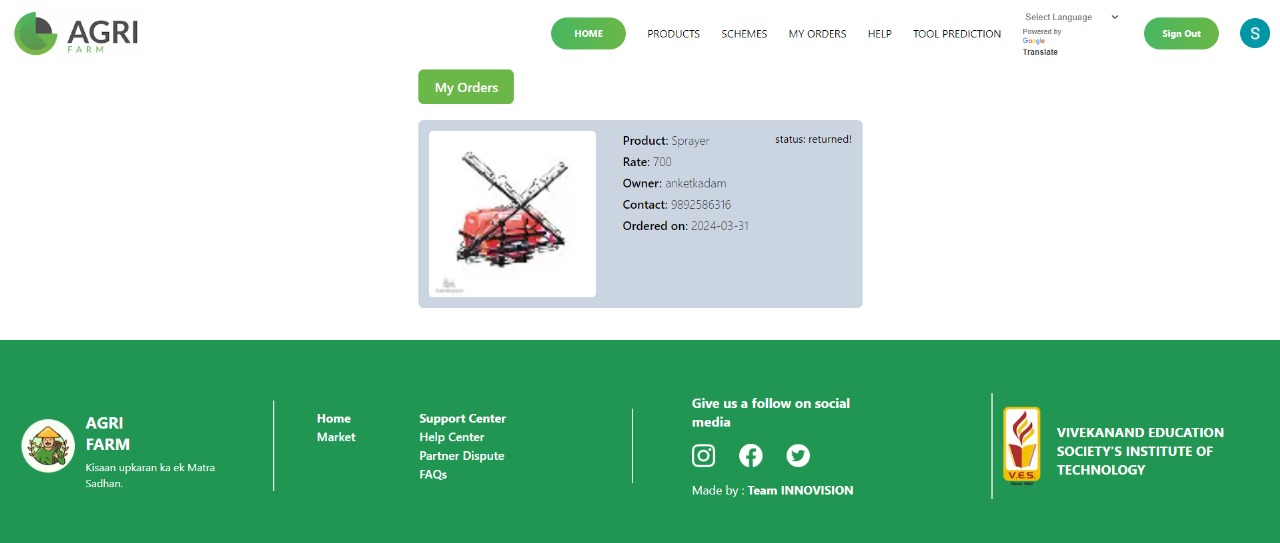 AGRI
FARM
HOME
PRODUCTS
SCHEMES
MY ORDERS
HELP
TOOL PREDICTION
Select Language
Powered by
Google
Translate
Sign Out
S
My Orders
Product: Sprayer
status: returned!
Rate: 700
Owner: anketkadam
Contact: 9892586316
Ordered on: 2024-03-31
AGRI
FARM
Kisaan upkaran ka ek Matra
Sadhan.
Home
Market
Support Center
Help Center
Partner Dispute
FAQs
Give us a follow on social
media
Made by : Team INNOVISION
V.E.S.
Since 1962
VIVEKANAND EDUCATION
SOCIETY'S INSTITUTE OF
TECHNOLOGY